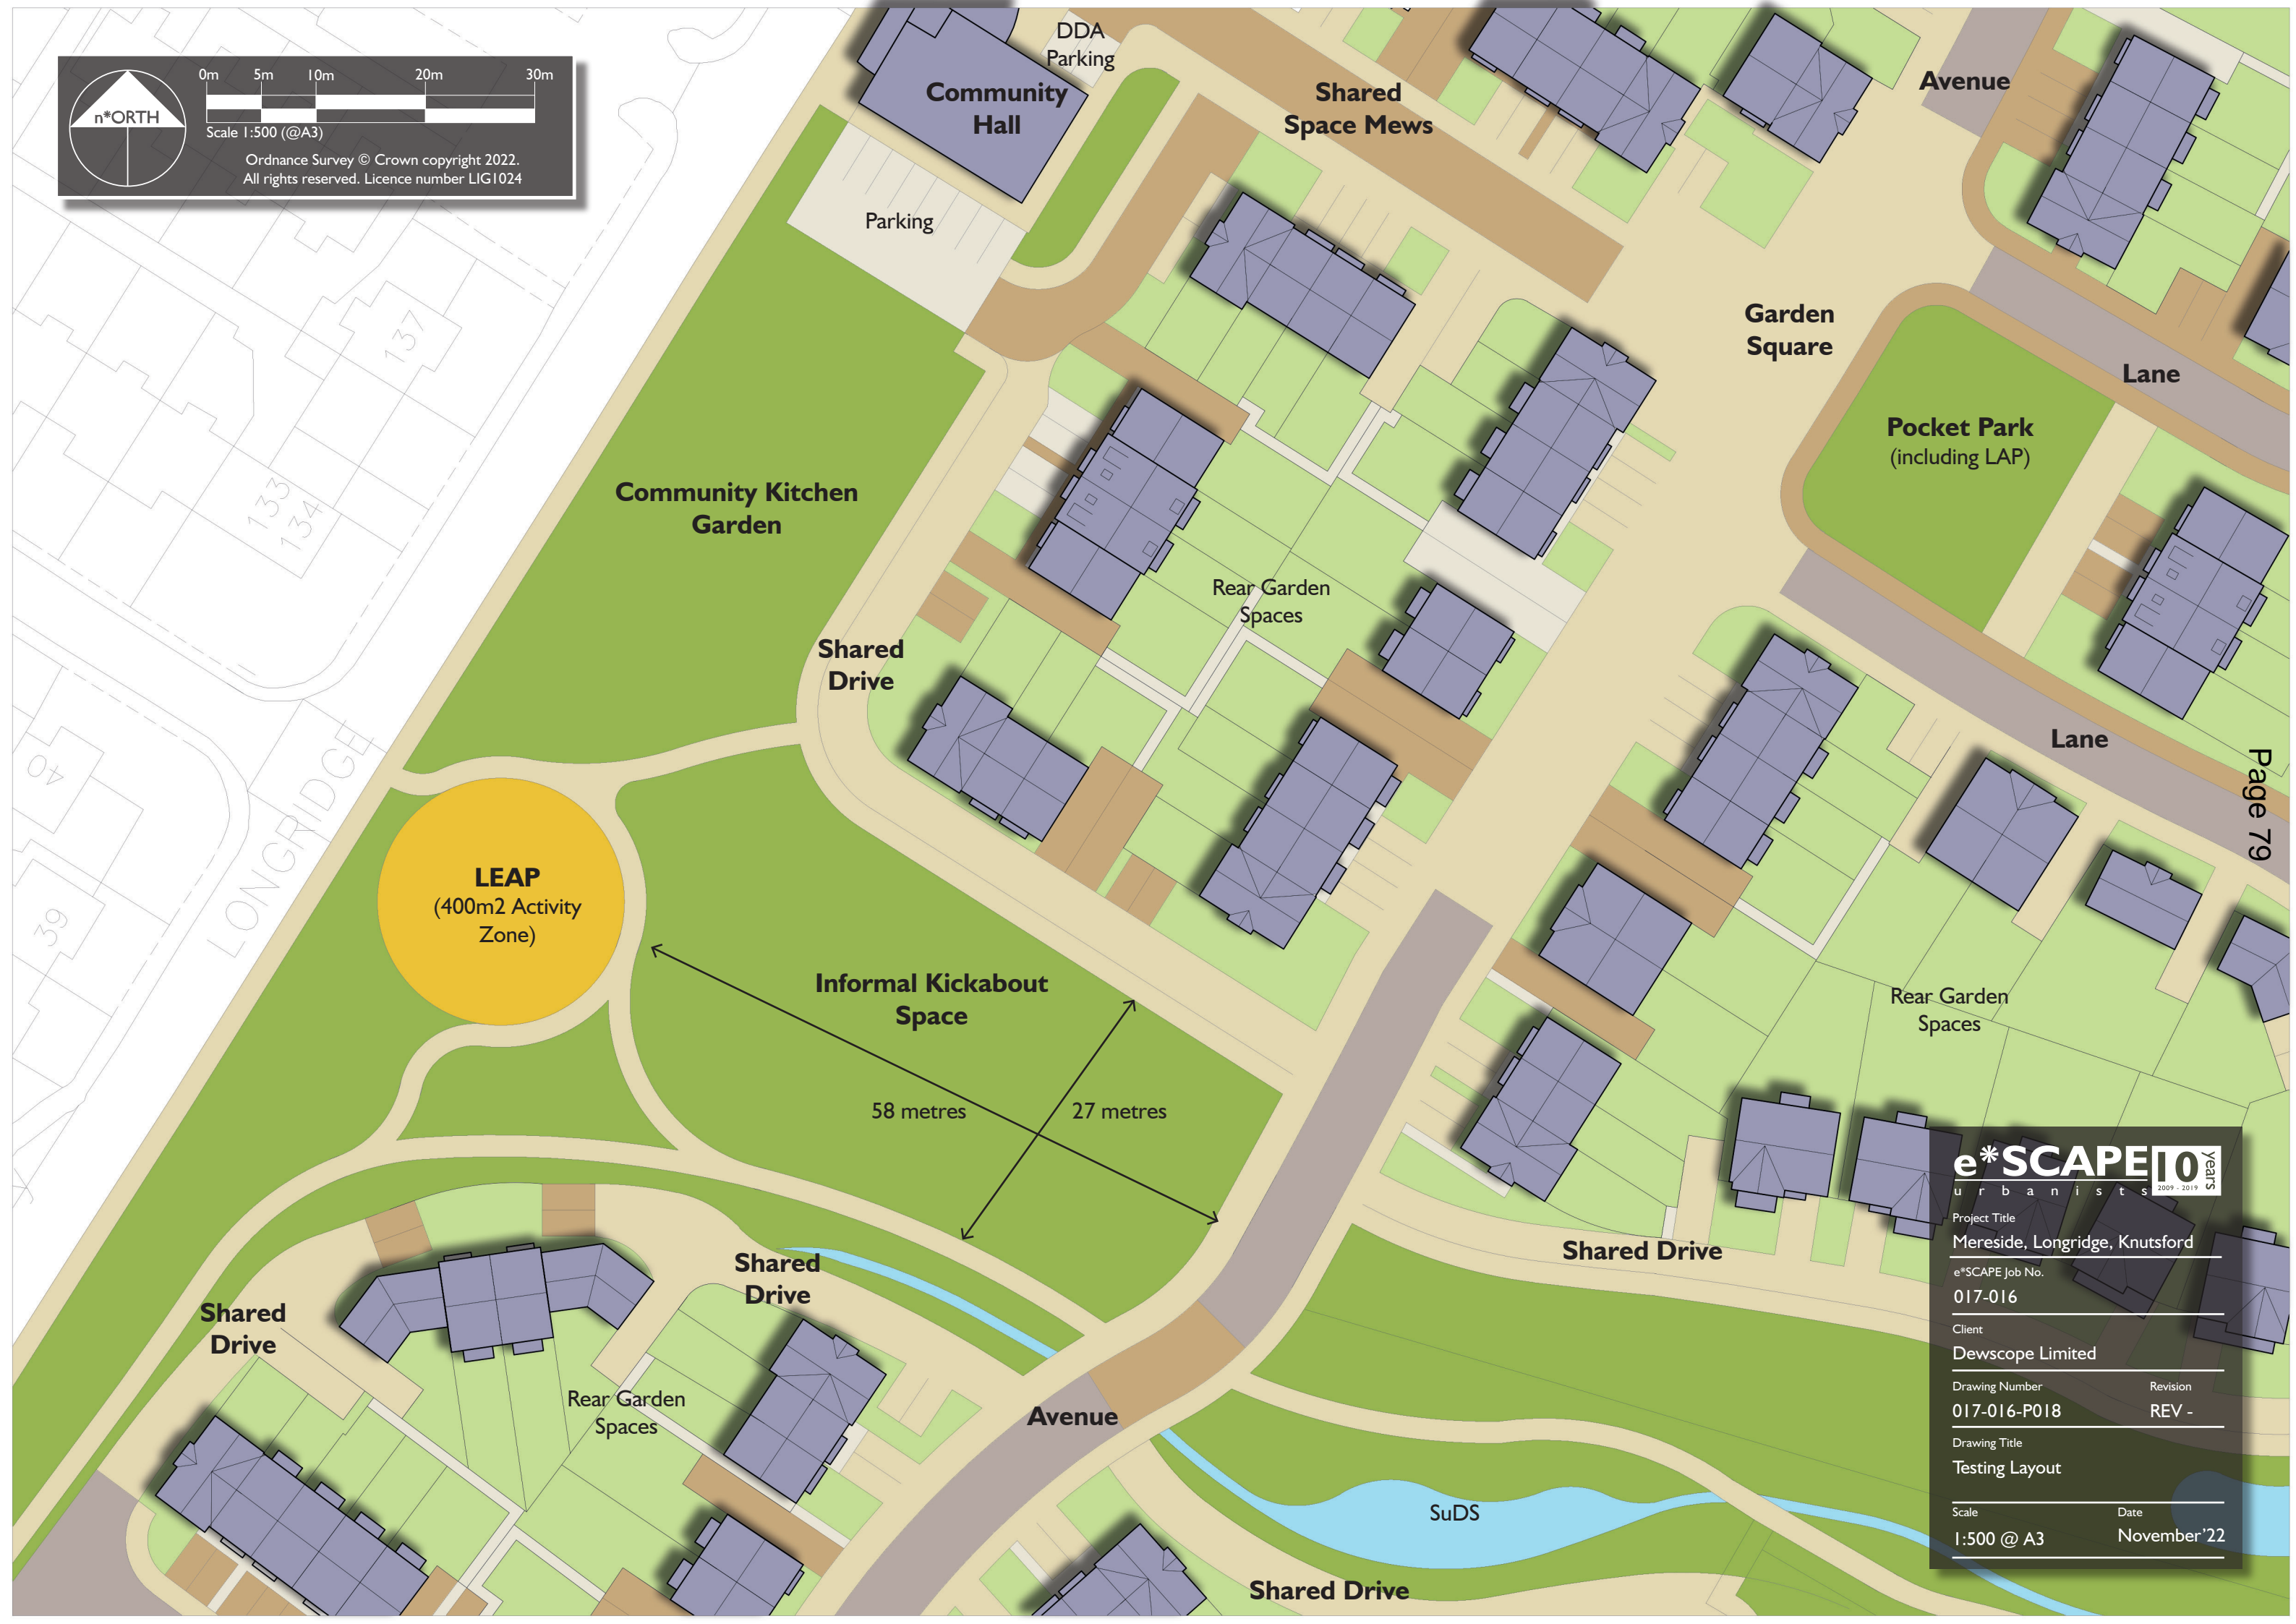 n*ORTH
0m 5m 10m 20m 30m
Scale 1:500 (@A3)
Ordnance Survey © Crown copyright 2022.
All rights reserved. Licence number LIG1024
DDA
Parking
Community
Hall
Shared
Space Mews
Avenue
Parking
Garden
Square
Lane
137
Pocket Park
(including LAP)
Community Kitchen
Garden
133
134
Rear Garden
Spaces
Shared
Drive
Lane
Page 79
40
LONGRIDGE
39
LEAP
(400m2 Activity
Zone)
Informal Kickabout
Space
Rear Garden
Spaces
58 metres
27 metres
Shared Drive
Shared
Drive
Shared
Drive
Rear Garden
Spaces
Avenue
SuDS
Shared Drive
e*SCAPE 10 years
urbanists 2009 - 2019
Project Title
Mereside, Longridge, Knutsford
e*SCAPE Job No.
017-016
Client
Dewscope Limited
Drawing Number Revision
017-016-P018 REV -
Drawing Title
Testing Layout
Scale Date
1:500 @ A3 November'22